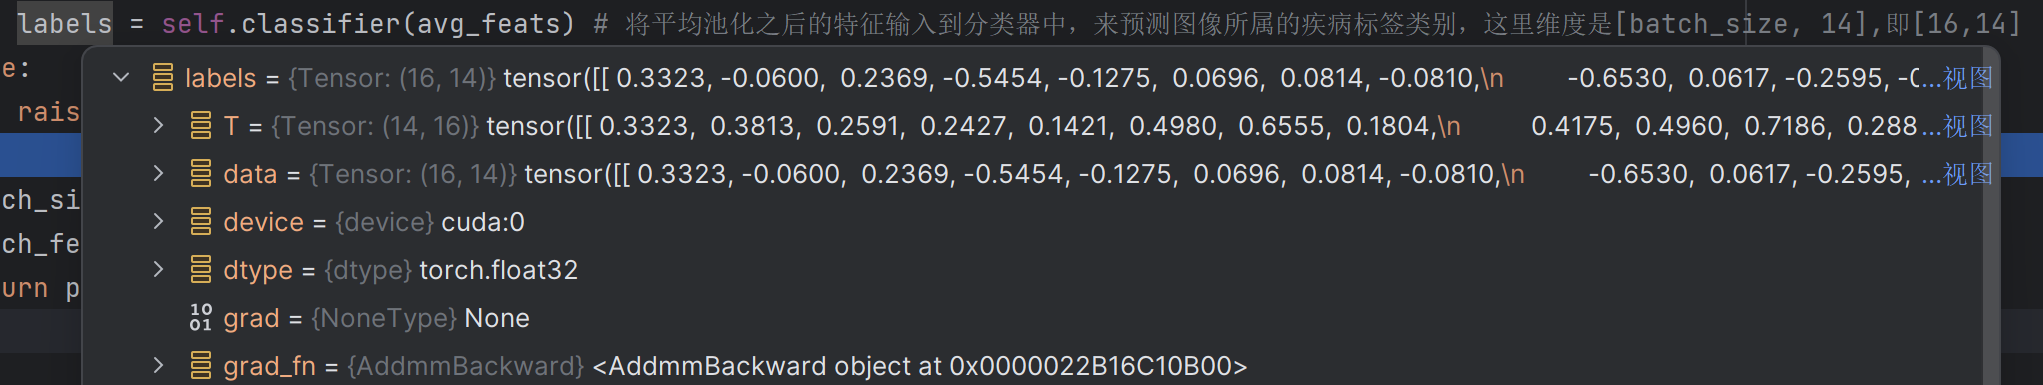 labels = self.classifier(avg_feats) # 将平均池化之后的特征输入到分类器中，来预测图像所属的疾病标签类别，这里维度是[batch_size, 14],即[16,14]
e:
labels = {Tensor: (16, 14)} tensor([[ 0.3323, -0.0600, 0.2369, -0.5454, -0.1275, 0.0696, 0.0814, -0.0810,\n -0.6530, 0.0617, -0.2595, -0...视图
rais
T = {Tensor: (14, 16)} tensor([[ 0.3323, 0.3813, 0.2591, 0.2427, 0.1421, 0.4980, 0.6555, 0.1804,\n 0.4175, 0.4960, 0.7186, 0.288...视图
data = {Tensor: (16, 14)} tensor([[ 0.3323, -0.0600, 0.2369, -0.5454, -0.1275, 0.0696, 0.0814, -0.0810,\n -0.6530, 0.0617, -0.2595, ...视图
ch_si
device = {device} cuda:0
ch_fe
dtype = {dtype} torch.float32
urn p
grad = {NoneType} None
grad_fn = {AddmmBackward} <AddmmBackward object at 0x0000022B16C10B00>